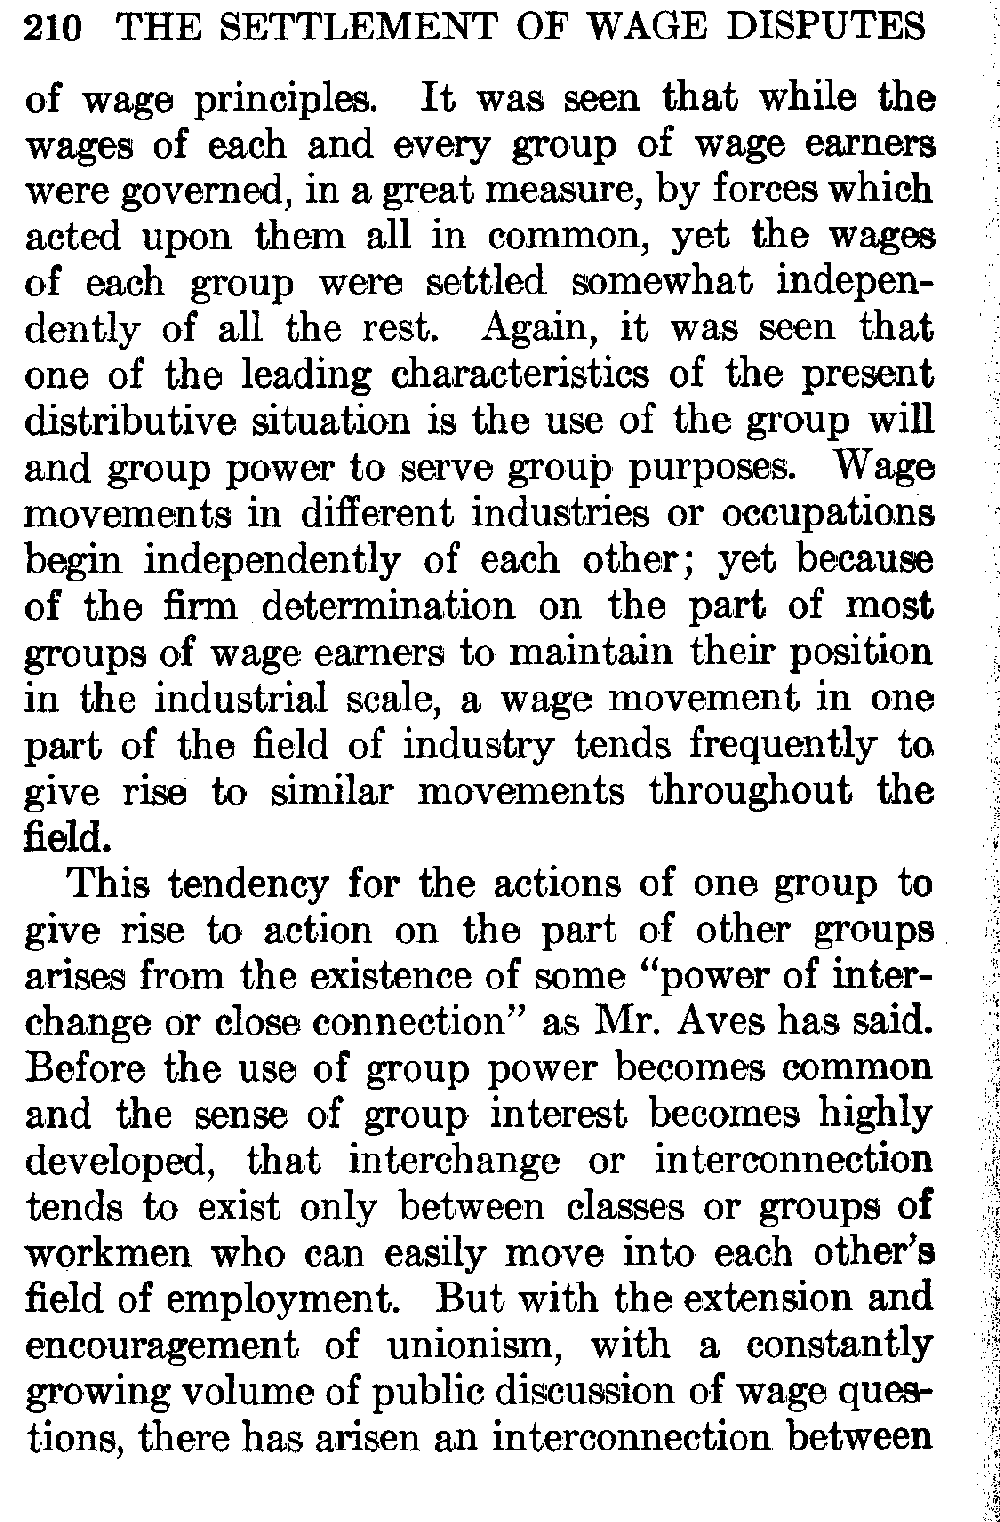 210 THE SETTLEMENT OF WAGE DISPUTES
of wage principles. It was seen that while the
wages of each and every group of wage earners
were governed, in a great measure, by forces which
acted upon them all in common, yet the wages
of each group were settled somewhat indepen-
dently of all the rest. Again, it was seen that
one of the leading characteristics of the present
distributive situation is the use of the group will
and group power to serve group purposes. Wage
movements in different industries or occupations
begin independently of each other; yet because
of the firm determination on the part of most
groups of wage earners to maintain their position
in the industrial scale, a wage movement in one
part of the field of industry tends frequently to
give rise to similar movements throughout the
field.
This tendency for the actions of one group to
give rise to action on the part of other groups
arises from the existence of some “power of inter-
change or close connection” as Mr. Aves has said.
Before the use of group power becomes common
and the sense of group interest becomes highly
developed, that interchange or interconnection
tends to exist only between classes or groups of
workmen who can easily move into each other’s
field of employment. But with the extension and
encouragement of unionism, with a constantly
growing volume of public discussion of wage ques-
tions, there has arisen an interconnection between